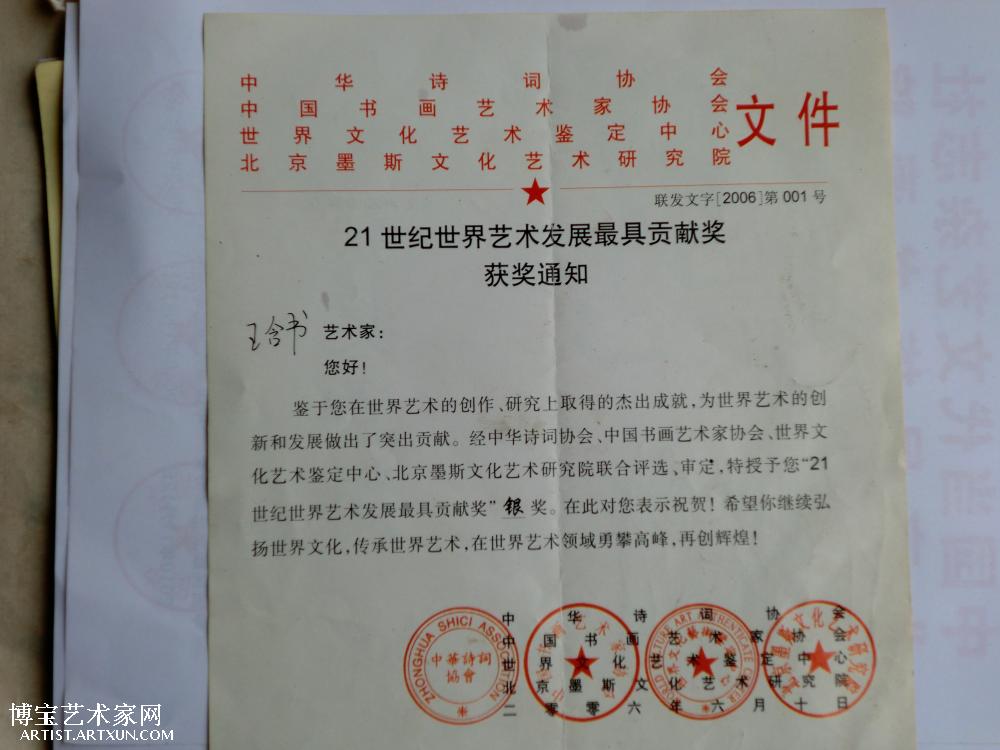 中华诗词协会
中国书画艺术家协会
世界文化艺术鉴定中心
北京墨斯文化艺术研究院
文件
联发文字[2006]第001号
21世纪世界艺术发展最具贡献奖
获奖通知
王含书 艺术家：
您好！
鉴于您在世界艺术的创作、研究上取得的杰出成就，为世界艺术的创
新和发展做出了突出贡献。经中华诗词协会、中国书画艺术家协会、世界文
化艺术鉴定中心、北京墨斯文化艺术研究院联合评选、审定，特授予您“21
世纪世界艺术发展最具贡献奖”银奖。在此对您表示祝贺！希望你继续弘
扬世界文化，传承世界艺术，在世界艺术领域勇攀高峰，再创辉煌！
中华诗词协会
中国书画艺术家协会
世界文化艺术鉴定中心
北京墨斯文化艺术研究院
二零零六年六月十日
ZHONGHUA SHICI ASSOCIATION
中華詩詞
協會
博宝艺术家网
ARTIST.ARTXUN.COM